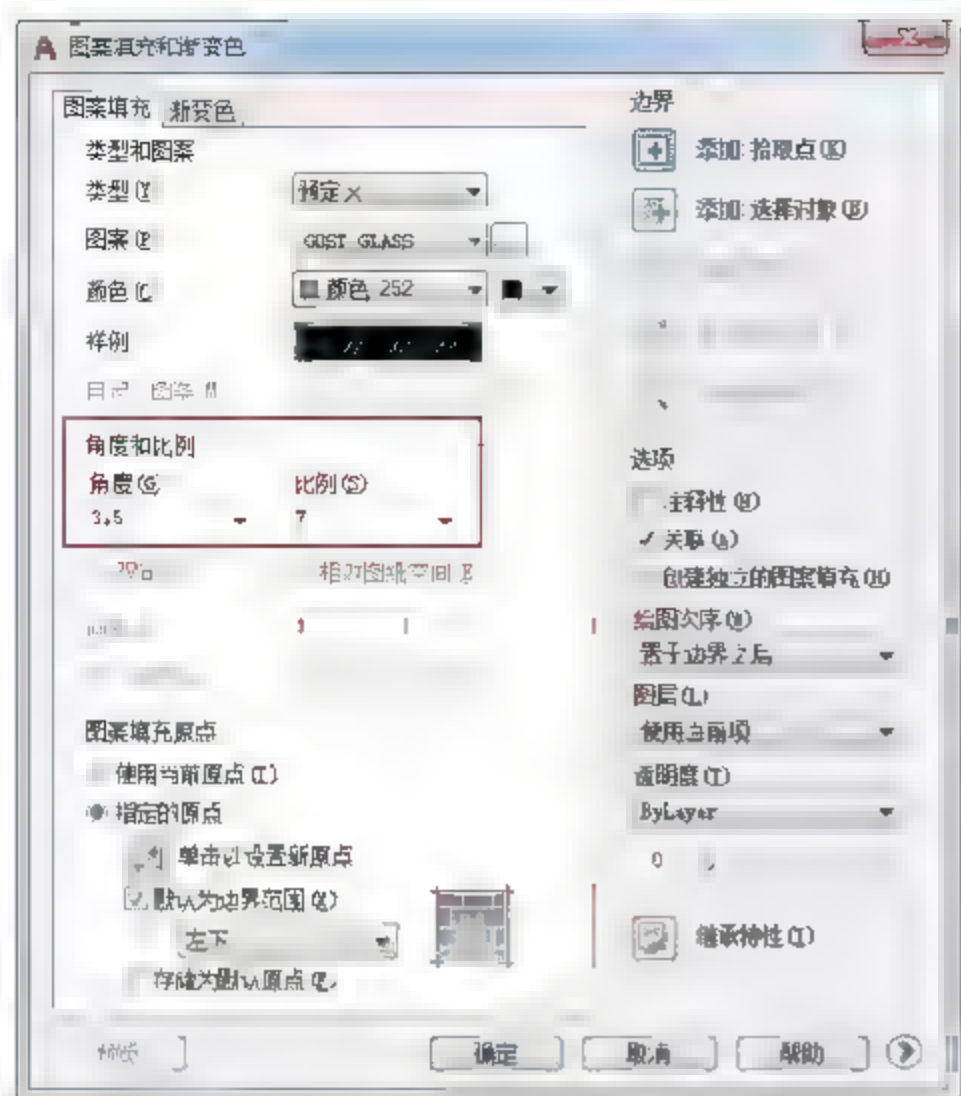 图案填充和渐变色
图案填充 渐变色
类型和图案
类型(Y) 预定义
图案(P) GOST_GLASS
颜色(C) 颜色 252
样例
角度和比例
角度(G) 比例(S)
3.5 7
相对图纸空间(E)
图案填充原点
使用当前原点(T)
指定的原点
单击以设置新原点
默认为边界范围(X)
左下
存储为默认原点(F)
预览
边界
添加:拾取点(K)
添加:选择对象(B)
选项
注释性(N)
关联(A)
创建独立的图案填充(H)
绘图次序(W)
置于边界之后
图层(L)
使用当前项
透明度(T)
ByLayer
0
继承特性(I)
确定 取消 帮助